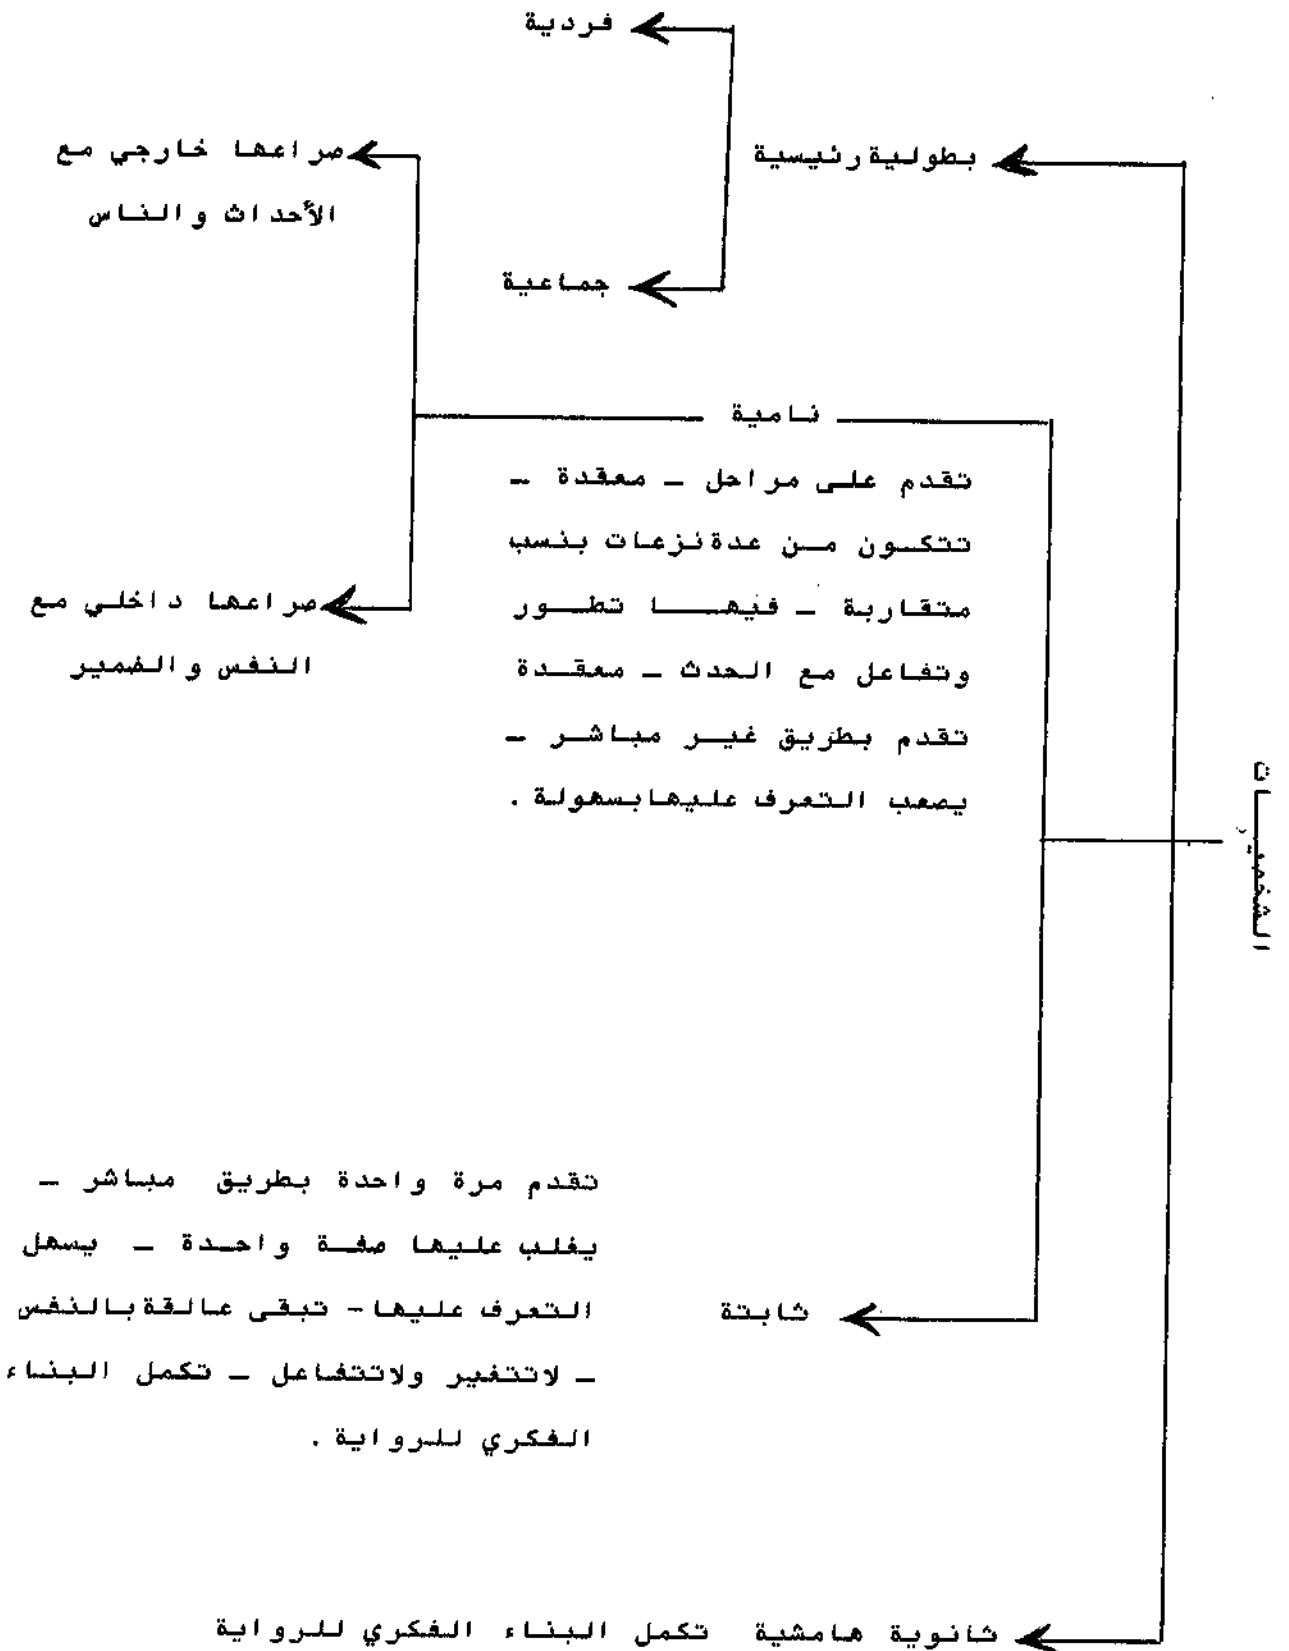 فردية
بطولية رئيسية
صراعها خارجي مع
الأحداث والناس
جماعية
نامية
تقدم على مراحل - معقدة -
تتكون من عدة نزعات بنسب
متقاربة - فيها تطور
وتفاعل مع الحدث - معقدة
تقدم بطريق غير مباشر -
يصعب التعرف عليها بسهولة .
صراعها داخلي مع
النفس والضمير
الشخصيات
تقدم مرة واحدة بطريق مباشر -
يغلب عليها صفة واحدة - يسهل
التعرف عليها - تبقى عالقة بالنفس
- لاتتغير ولاتتفاعل - تكمل البناء
الفكري للرواية .
ثابتة
ثانوية هامشية تكمل البناء الفكري للرواية